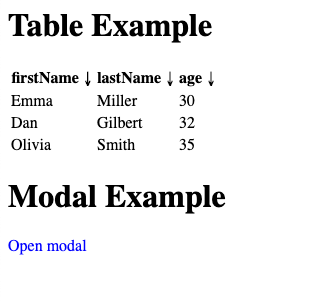 Table Example
firstName ↓ lastName ↓ age ↓
Emma Miller 30
Dan Gilbert 32
Olivia Smith 35
Modal Example
Open modal